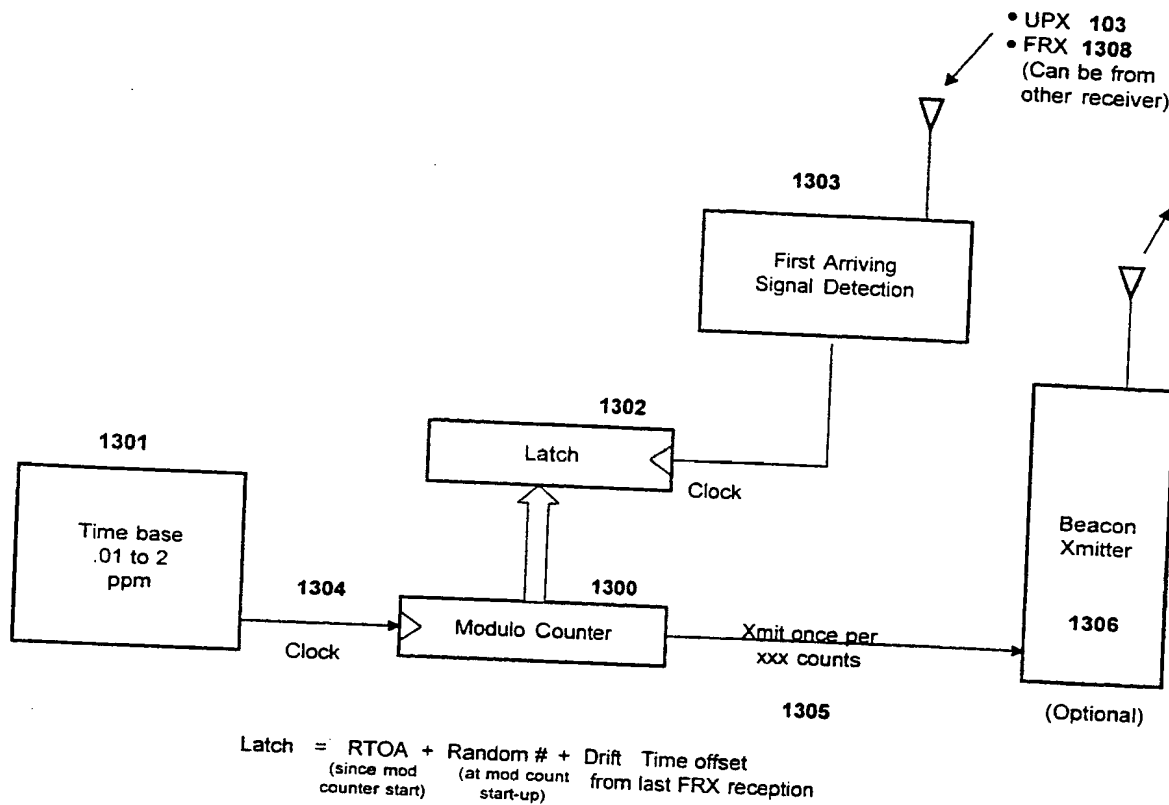 • UPX 103
• FRX 1308
(Can be from
other receiver)
1303
First Arriving
Signal Detection
1302
Latch
Clock
1301
Time base
.01 to 2
ppm
1304
Clock
1300
Modulo Counter
Xmit once per
xxx counts
1305
Beacon
Xmitter
1306
(Optional)
Latch = RTOA + Random # + Drift Time offset
(since mod (at mod count from last FRX reception
counter start) start-up)